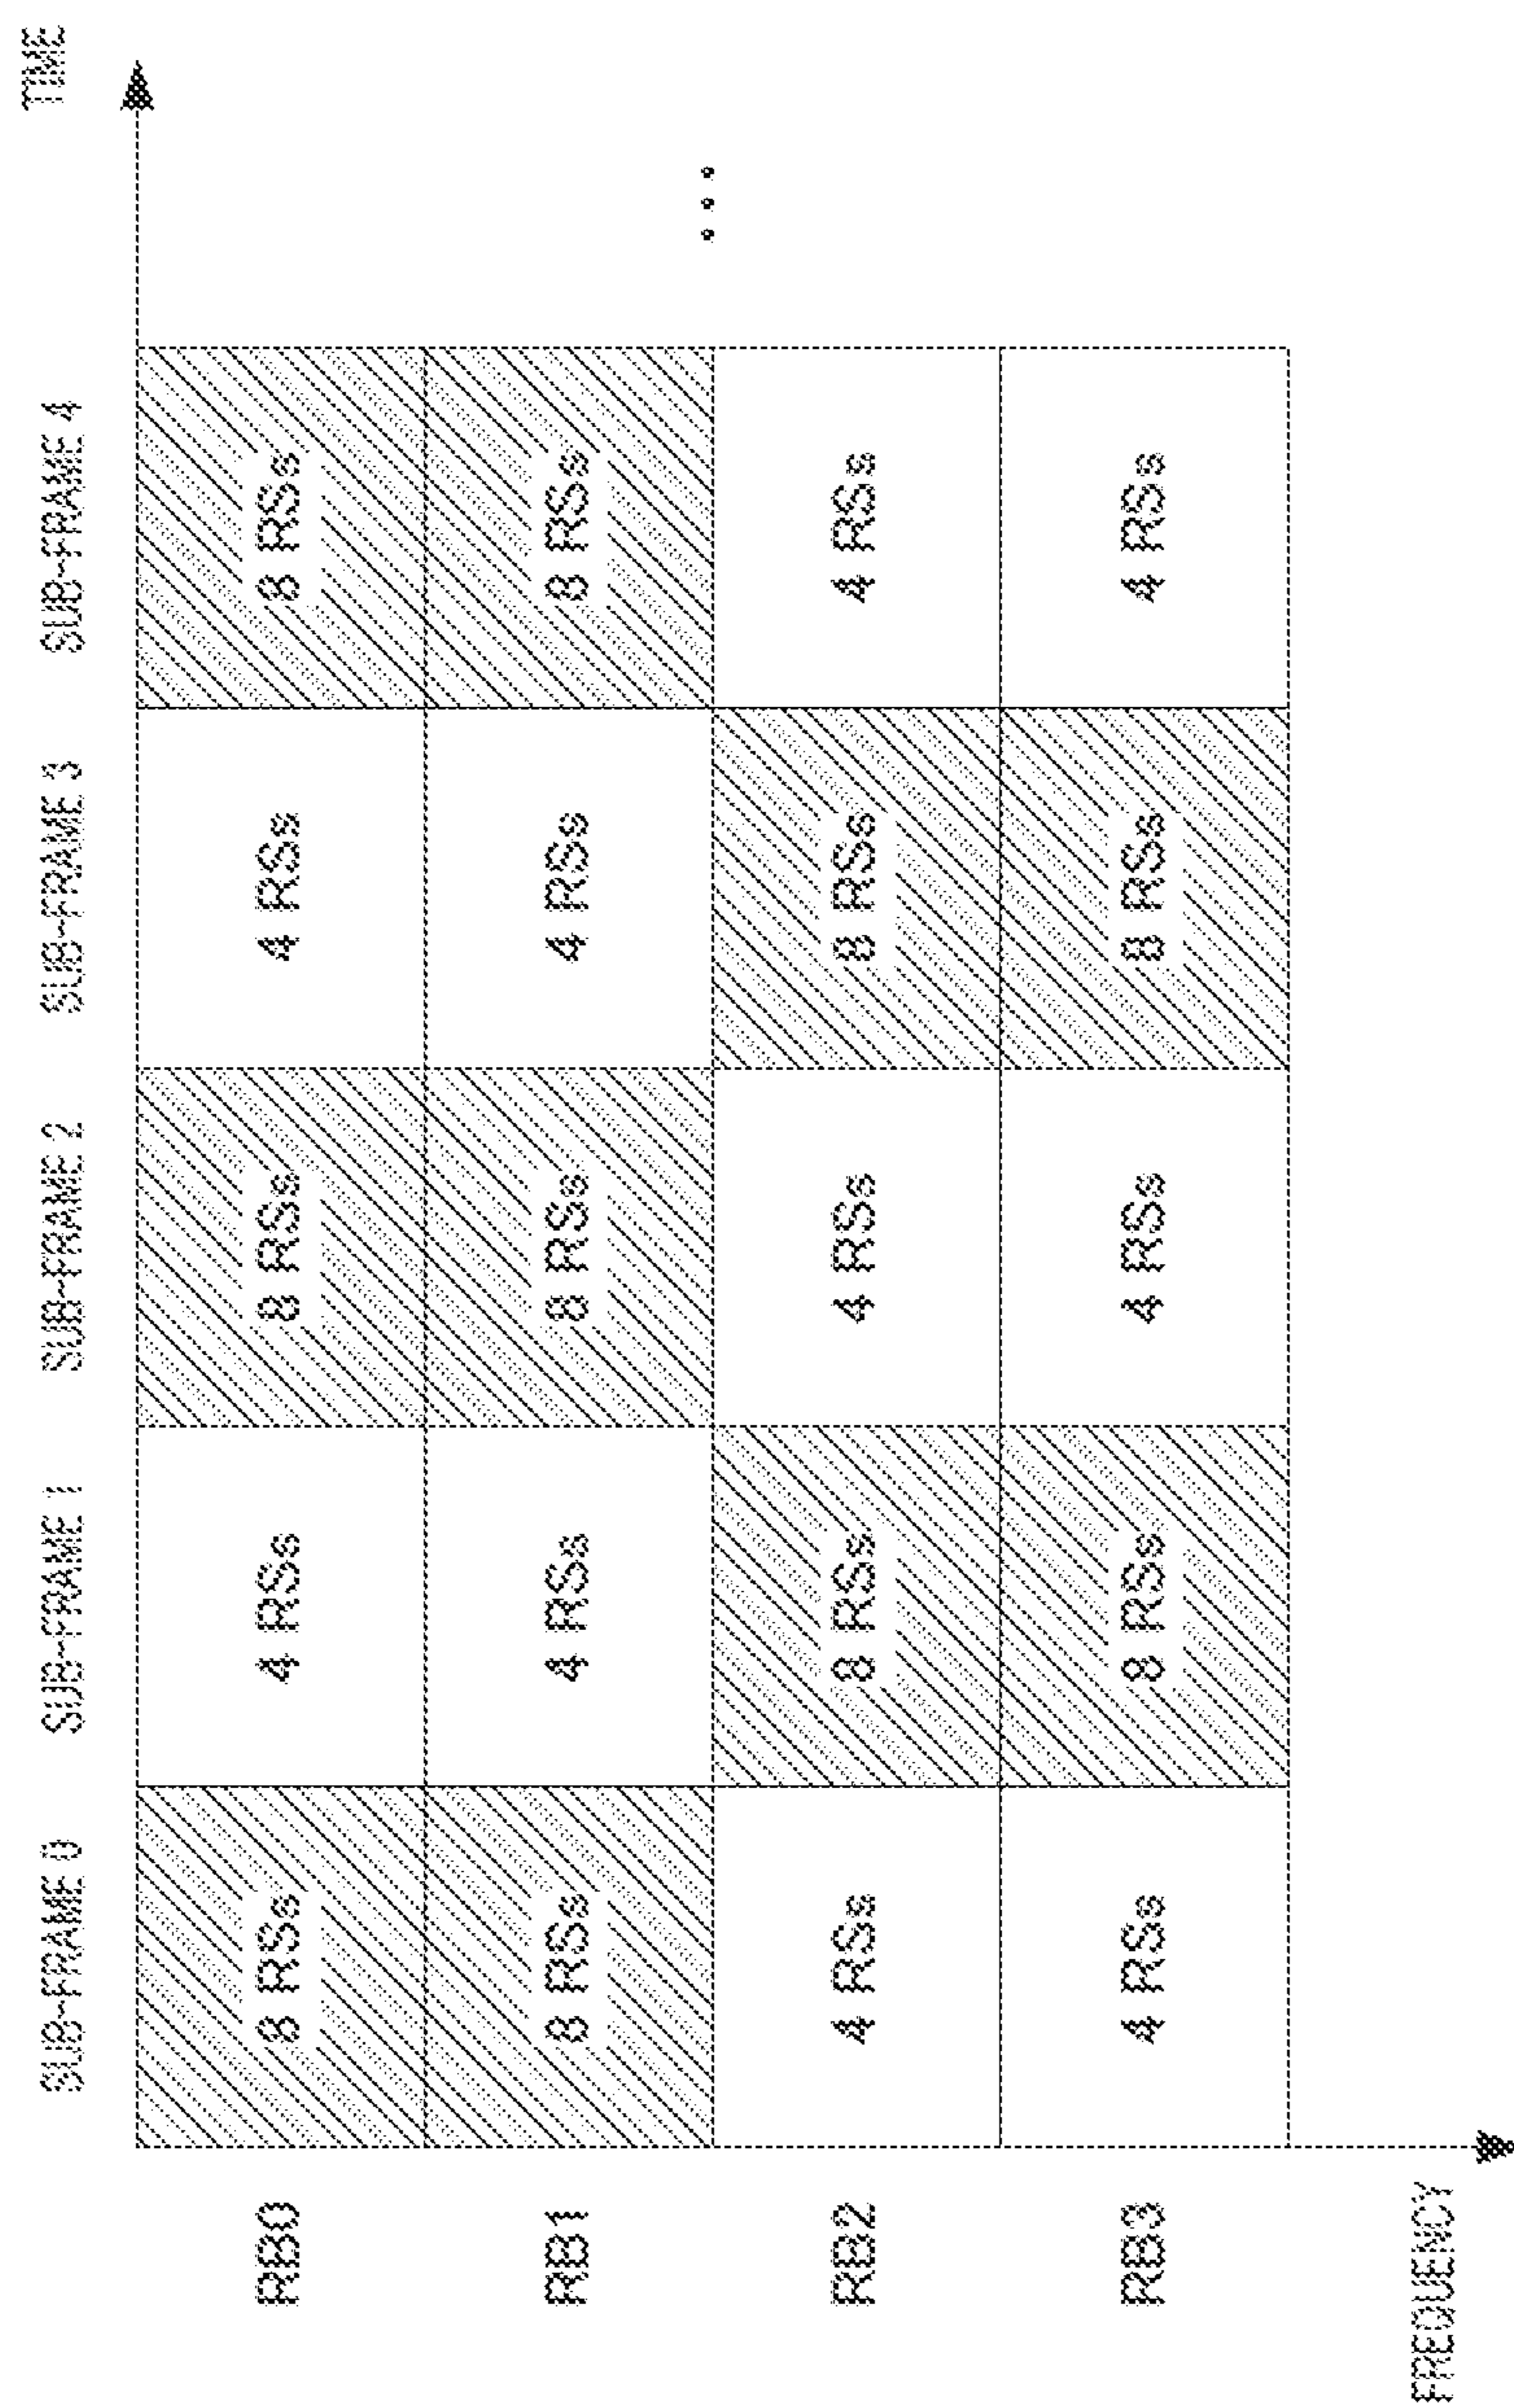 TIME
SUB-FRAME 0 SUB-FRAME 1 SUB-FRAME 2 SUB-FRAME 3 SUB-FRAME 4
RB0 8 RSs 4 RSs 8 RSs 4 RSs 8 RSs
RB1 8 RSs 4 RSs 8 RSs 4 RSs 8 RSs
...
RB2 4 RSs 8 RSs 4 RSs 8 RSs 4 RSs
RB3 4 RSs 8 RSs 4 RSs 8 RSs 4 RSs
FREQUENCY